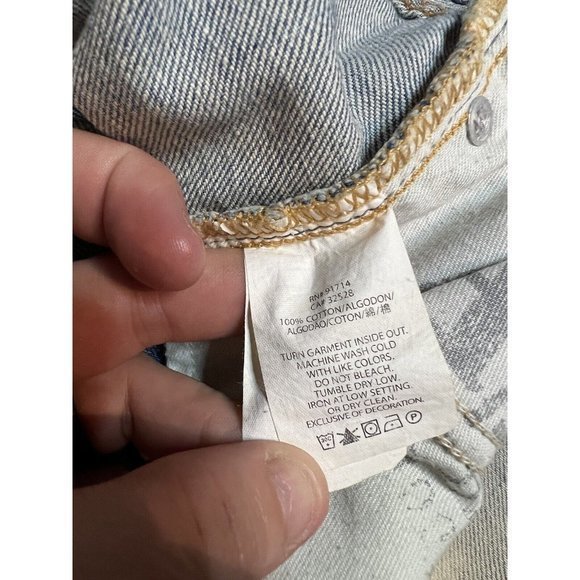 RN# 91714
CA# 32528
100% COTTON/ALGODON/
ALGODAO/COTON/綿/棉
TURN GARMENT INSIDE OUT.
MACHINE WASH COLD
WITH LIKE COLORS.
DO NOT BLEACH.
TUMBLE DRY LOW.
IRON AT LOW SETTING
OR DRY CLEAN.
EXCLUSIVE OF DECORATION.
30C P